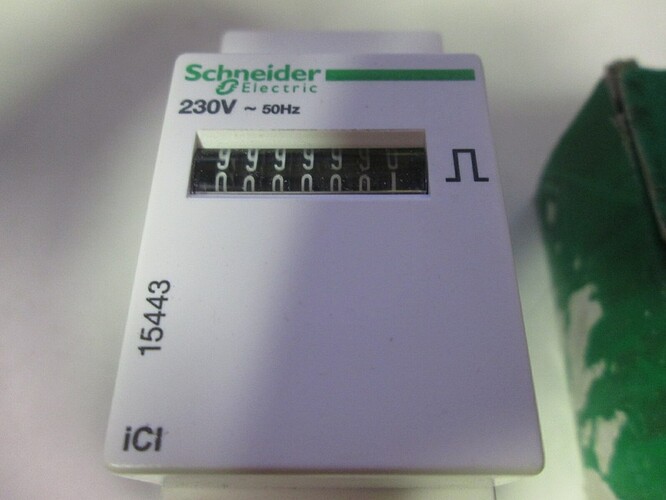 Schneider
Electric
230V ~ 50Hz
15443
iCI